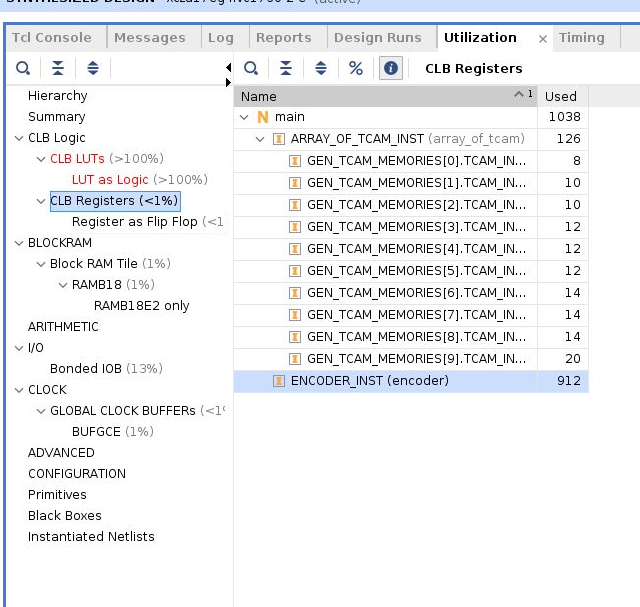 (active)
Tcl Console Messages Log Reports Design Runs Utilization × Timing
CLB Registers
Hierarchy
Summary
CLB Logic
CLB LUTs (>100%)
LUT as Logic (>100%)
CLB Registers (<1%)
Register as Flip Flop (<1
BLOCKRAM
Block RAM Tile (1%)
RAMB18 (1%)
RAMB18E2 only
ARITHMETIC
I/O
Bonded IOB (13%)
CLOCK
GLOBAL CLOCK BUFFERs (<1
BUFGCE (1%)
ADVANCED
CONFIGURATION
Primitives
Black Boxes
Instantiated Netlists
Name 1 Used
N main 1038
ARRAY_OF_TCAM_INST (array_of_tcam) 126
GEN_TCAM_MEMORIES[0].TCAM_IN... 8
GEN_TCAM_MEMORIES[1].TCAM_IN... 10
GEN_TCAM_MEMORIES[2].TCAM_IN... 10
GEN_TCAM_MEMORIES[3].TCAM_IN... 12
GEN_TCAM_MEMORIES[4].TCAM_IN... 12
GEN_TCAM_MEMORIES[5].TCAM_IN... 12
GEN_TCAM_MEMORIES[6].TCAM_IN... 14
GEN_TCAM_MEMORIES[7].TCAM_IN... 14
GEN_TCAM_MEMORIES[8].TCAM_IN... 14
GEN_TCAM_MEMORIES[9].TCAM_IN... 20
ENCODER_INST (encoder) 912